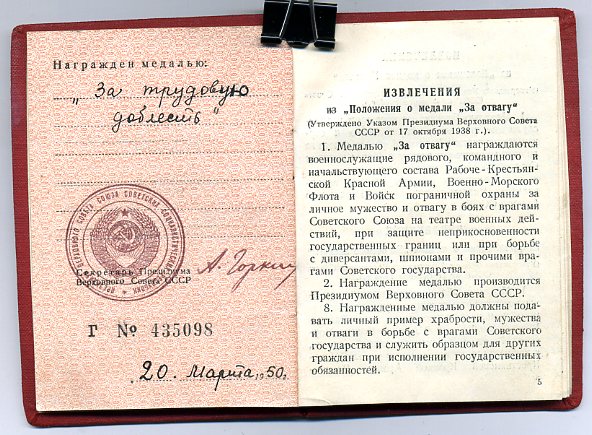 Награжден медалью:
„За трудовую
доблесть"
ПРЕЗИДИУМ ВЕРХОВНОГО СОВЕТА СОЮЗА СОВЕТСКИХ СОЦИАЛИСТИЧЕСКИХ
Секретарь Президиума
Верховного Совета СССР
А. Горкин
Г № 435098
„20. Марта 1950.
ИЗВЛЕЧЕНИЯ
из „Положения о медали „За отвагу"
(Утверждено Указом Президиума Верховного Совета
СССР от 17 октября 1938 г.).
1. Медалью „За отвагу" награждаются
военнослужащие рядового, командного и
начальствующего состава Рабоче-Крестьян-
ской Красной Армии, Военно-Морского
Флота и Войск пограничной охраны за
личное мужество и отвагу в боях с врагами
Советского Союза на театре военных дей-
ствий, при защите неприкосновенности
государственных границ или при борьбе
с диверсантами, шпионами и прочими вра-
гами Советского государства.
2. Награждение медалью производится
Президиумом Верховного Совета СССР.
8. Награжденные медалью должны пода-
вать личный пример храбрости, мужества
и отваги в борьбе с врагами Советского
государства и служить образцом для других
граждан при исполнении государственных
обязанностей.
5